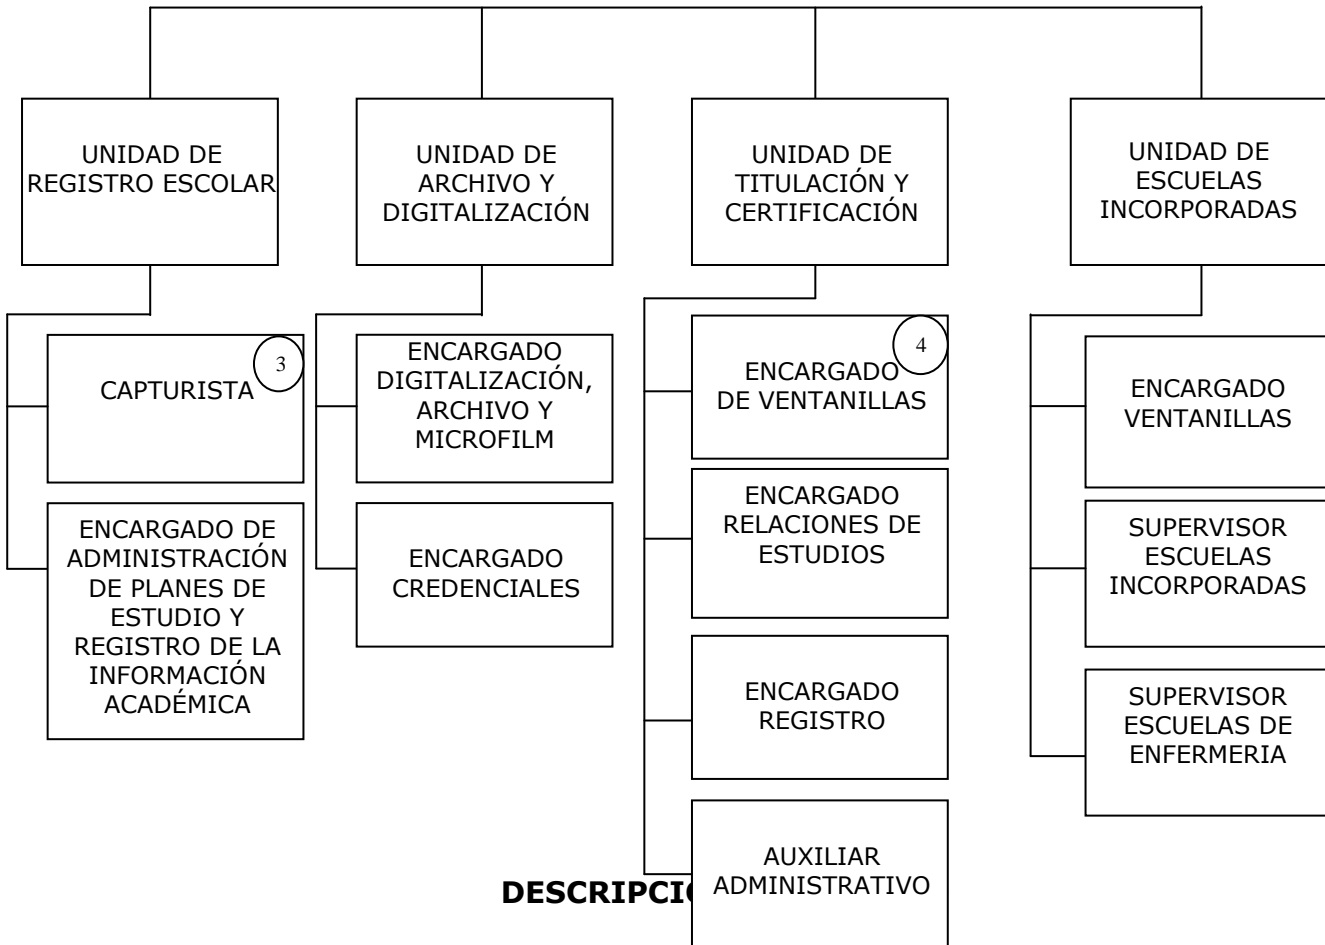 UNIDAD DE
REGISTRO ESCOLAR
UNIDAD DE
ARCHIVO Y
DIGITALIZACIÓN
UNIDAD DE
TITULACIÓN Y
CERTIFICACIÓN
UNIDAD DE
ESCUELAS
INCORPORADAS
3
CAPTURISTA
ENCARGADO DE
ADMINISTRACIÓN
DE PLANES DE
ESTUDIO Y
REGISTRO DE LA
INFORMACIÓN
ACADÉMICA
ENCARGADO
DIGITALIZACIÓN,
ARCHIVO Y
MICROFILM
ENCARGADO
CREDENCIALES
4
ENCARGADO
DE VENTANILLAS
ENCARGADO
RELACIONES DE
ESTUDIOS
ENCARGADO
REGISTRO
AUXILIAR
ADMINISTRATIVO
ENCARGADO
VENTANILLAS
SUPERVISOR
ESCUELAS
INCORPORADAS
SUPERVISOR
ESCUELAS DE
ENFERMERIA